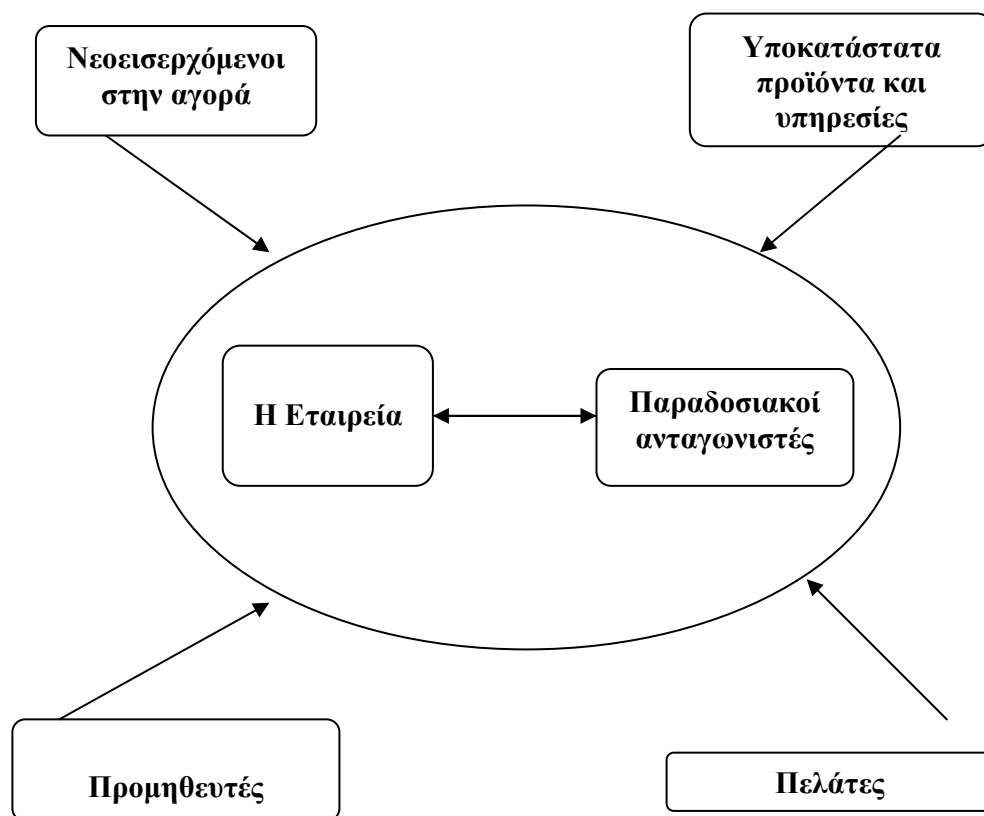 Νεοεισερχόμενοι
στην αγορά
Υποκατάστατα
προϊόντα και
υπηρεσίες
Η Εταιρεία
Παραδοσιακοί
ανταγωνιστές
Προμηθευτές
Πελάτες